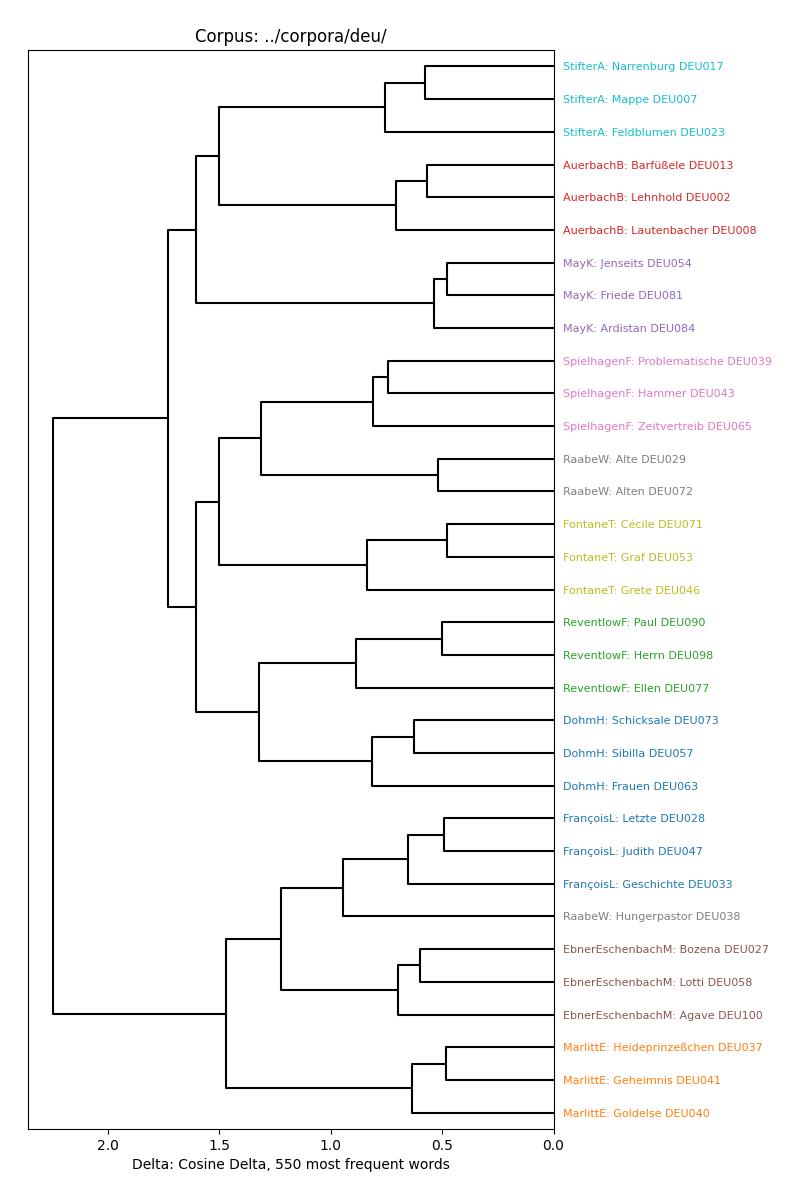 Corpus: ../corpora/deu/
StifterA: Narrenburg DEU017
StifterA: Mappe DEU007
StifterA: Feldblumen DEU023
AuerbachB: Barfüßele DEU013
AuerbachB: Lehnhold DEU002
AuerbachB: Lautenbacher DEU008
MayK: Jenseits DEU054
MayK: Friede DEU081
MayK: Ardistan DEU084
SpielhagenF: Problematische DEU039
SpielhagenF: Hammer DEU043
SpielhagenF: Zeitvertreib DEU065
RaabeW: Alte DEU029
RaabeW: Alten DEU072
FontaneT: Cécile DEU071
FontaneT: Graf DEU053
FontaneT: Grete DEU046
ReventlowF: Paul DEU090
ReventlowF: Herrn DEU098
ReventlowF: Ellen DEU077
DohmH: Schicksale DEU073
DohmH: Sibilla DEU057
DohmH: Frauen DEU063
FrançoisL: Letzte DEU028
FrançoisL: Judith DEU047
FrançoisL: Geschichte DEU033
RaabeW: Hungerpastor DEU038
EbnerEschenbachM: Bozena DEU027
EbnerEschenbachM: Lotti DEU058
EbnerEschenbachM: Agave DEU100
MarlittE: Heideprinzeßchen DEU037
MarlittE: Geheimnis DEU041
MarlittE: Goldelse DEU040
2.0 1.5 1.0 0.5 0.0
Delta: Cosine Delta, 550 most frequent words